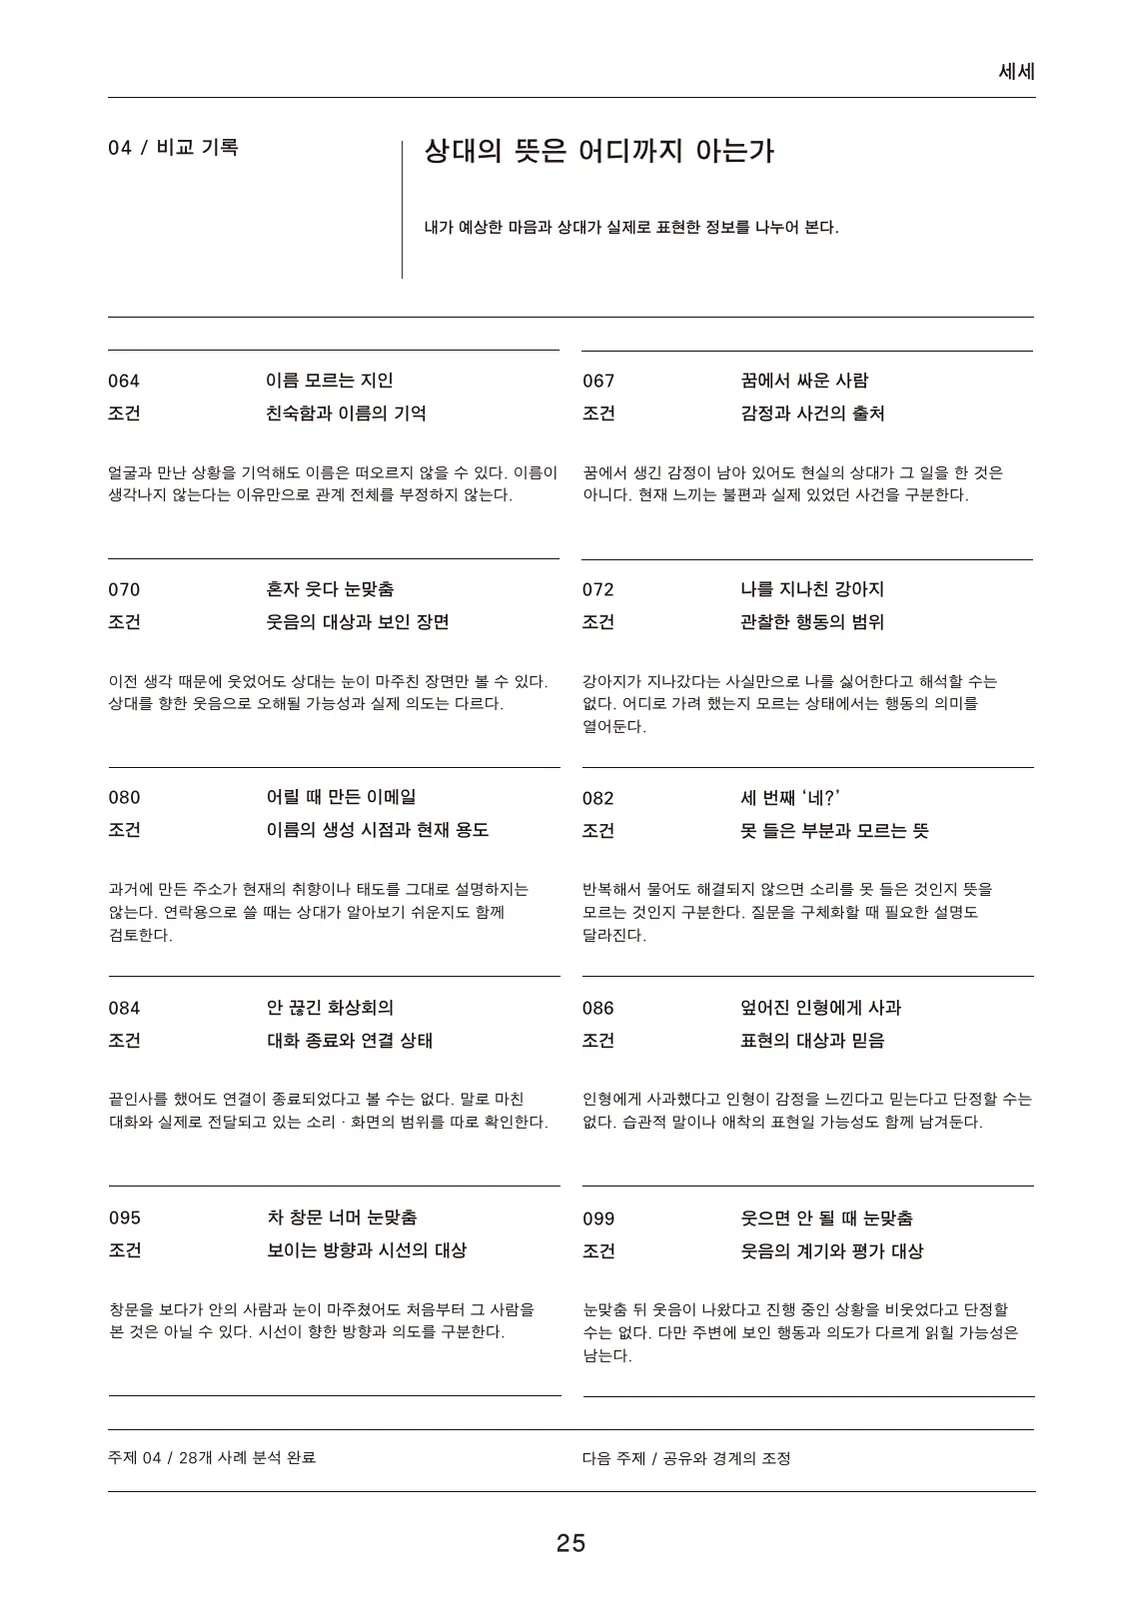 세세
04 / 비교 기록
상대의 뜻은 어디까지 아는가
내가 예상한 마음과 상대가 실제로 표현한 정보를 나누어 본다.
064 이름 모르는 지인
조건 친숙함과 이름의 기억
얼굴과 만난 상황을 기억해도 이름은 떠오르지 않을 수 있다. 이름이
생각나지 않는다는 이유만으로 관계 전체를 부정하지 않는다.
067 꿈에서 싸운 사람
조건 감정과 사건의 출처
꿈에서 생긴 감정이 남아 있어도 현실의 상대가 그 일을 한 것은
아니다. 현재 느끼는 불편과 실제 있었던 사건을 구분한다.
070 혼자 웃다 눈맞춤
조건 웃음의 대상과 보인 장면
이전 생각 때문에 웃었어도 상대는 눈이 마주친 장면만 볼 수 있다.
상대를 향한 웃음으로 오해될 가능성과 실제 의도는 다르다.
072 나를 지나친 강아지
조건 관찰한 행동의 범위
강아지가 지나갔다는 사실만으로 나를 싫어한다고 해석할 수는
없다. 어디로 가려 했는지 모르는 상태에서는 행동의 의미를
열어둔다.
080 어릴 때 만든 이메일
조건 이름의 생성 시점과 현재 용도
과거에 만든 주소가 현재의 취향이나 태도를 그대로 설명하지는
않는다. 연락용으로 쓸 때는 상대가 알아보기 쉬운지도 함께
검토한다.
082 세 번째 ‘네?’
조건 못 들은 부분과 모르는 뜻
반복해서 물어도 해결되지 않으면 소리를 못 들은 것인지 뜻을
모르는 것인지 구분한다. 질문을 구체화할 때 필요한 설명도
달라진다.
084 안 끊긴 화상회의
조건 대화 종료와 연결 상태
끝인사를 했어도 연결이 종료되었다고 볼 수는 없다. 말로 마친
대화와 실제로 전달되고 있는 소리 · 화면의 범위를 따로 확인한다.
086 엎어진 인형에게 사과
조건 표현의 대상과 믿음
인형에게 사과했다고 인형이 감정을 느낀다고 믿는다고 단정할 수는
없다. 습관적 말이나 애착의 표현일 가능성도 함께 남겨둔다.
095 차 창문 너머 눈맞춤
조건 보이는 방향과 시선의 대상
창문을 보다가 안의 사람과 눈이 마주쳤어도 처음부터 그 사람을
본 것은 아닐 수 있다. 시선이 향한 방향과 의도를 구분한다.
099 웃으면 안 될 때 눈맞춤
조건 웃음의 계기와 평가 대상
눈맞춤 뒤 웃음이 나왔다고 진행 중인 상황을 비웃었다고 단정할
수는 없다. 다만 주변에 보인 행동과 의도가 다르게 읽힐 가능성은
남는다.
주제 04 / 28개 사례 분석 완료
다음 주제 / 공유와 경계의 조정
25